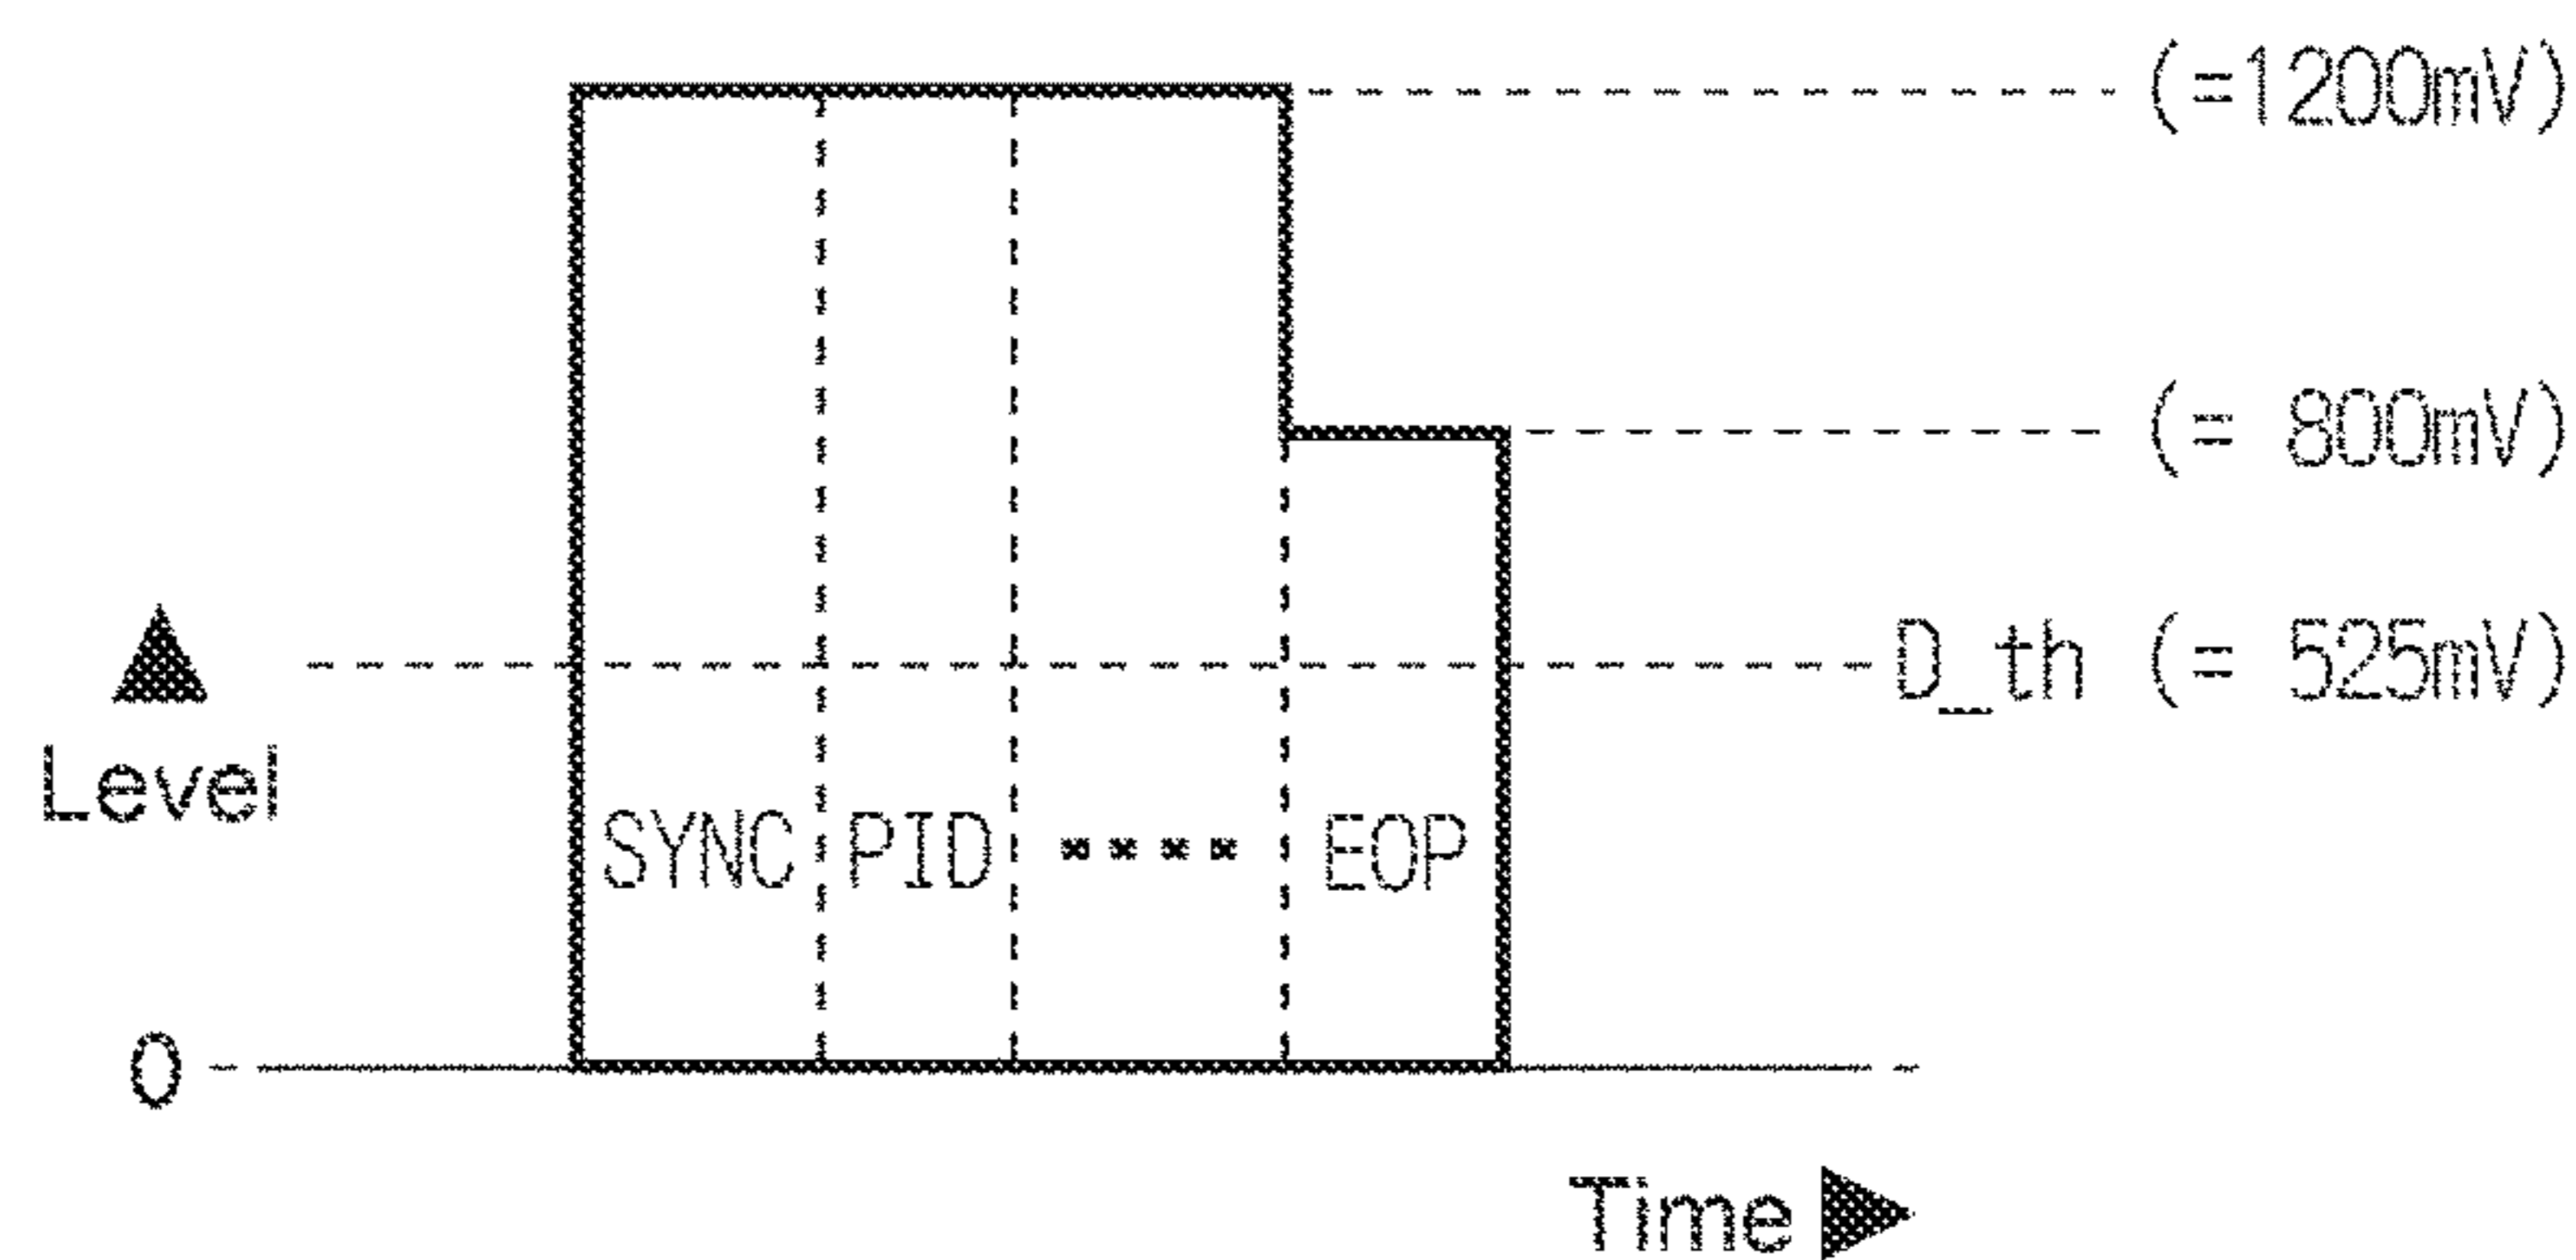 (=1200mV)
(= 800mV)
D_th (= 525mV)
Level
SYNC PID ---- EOP
0
Time